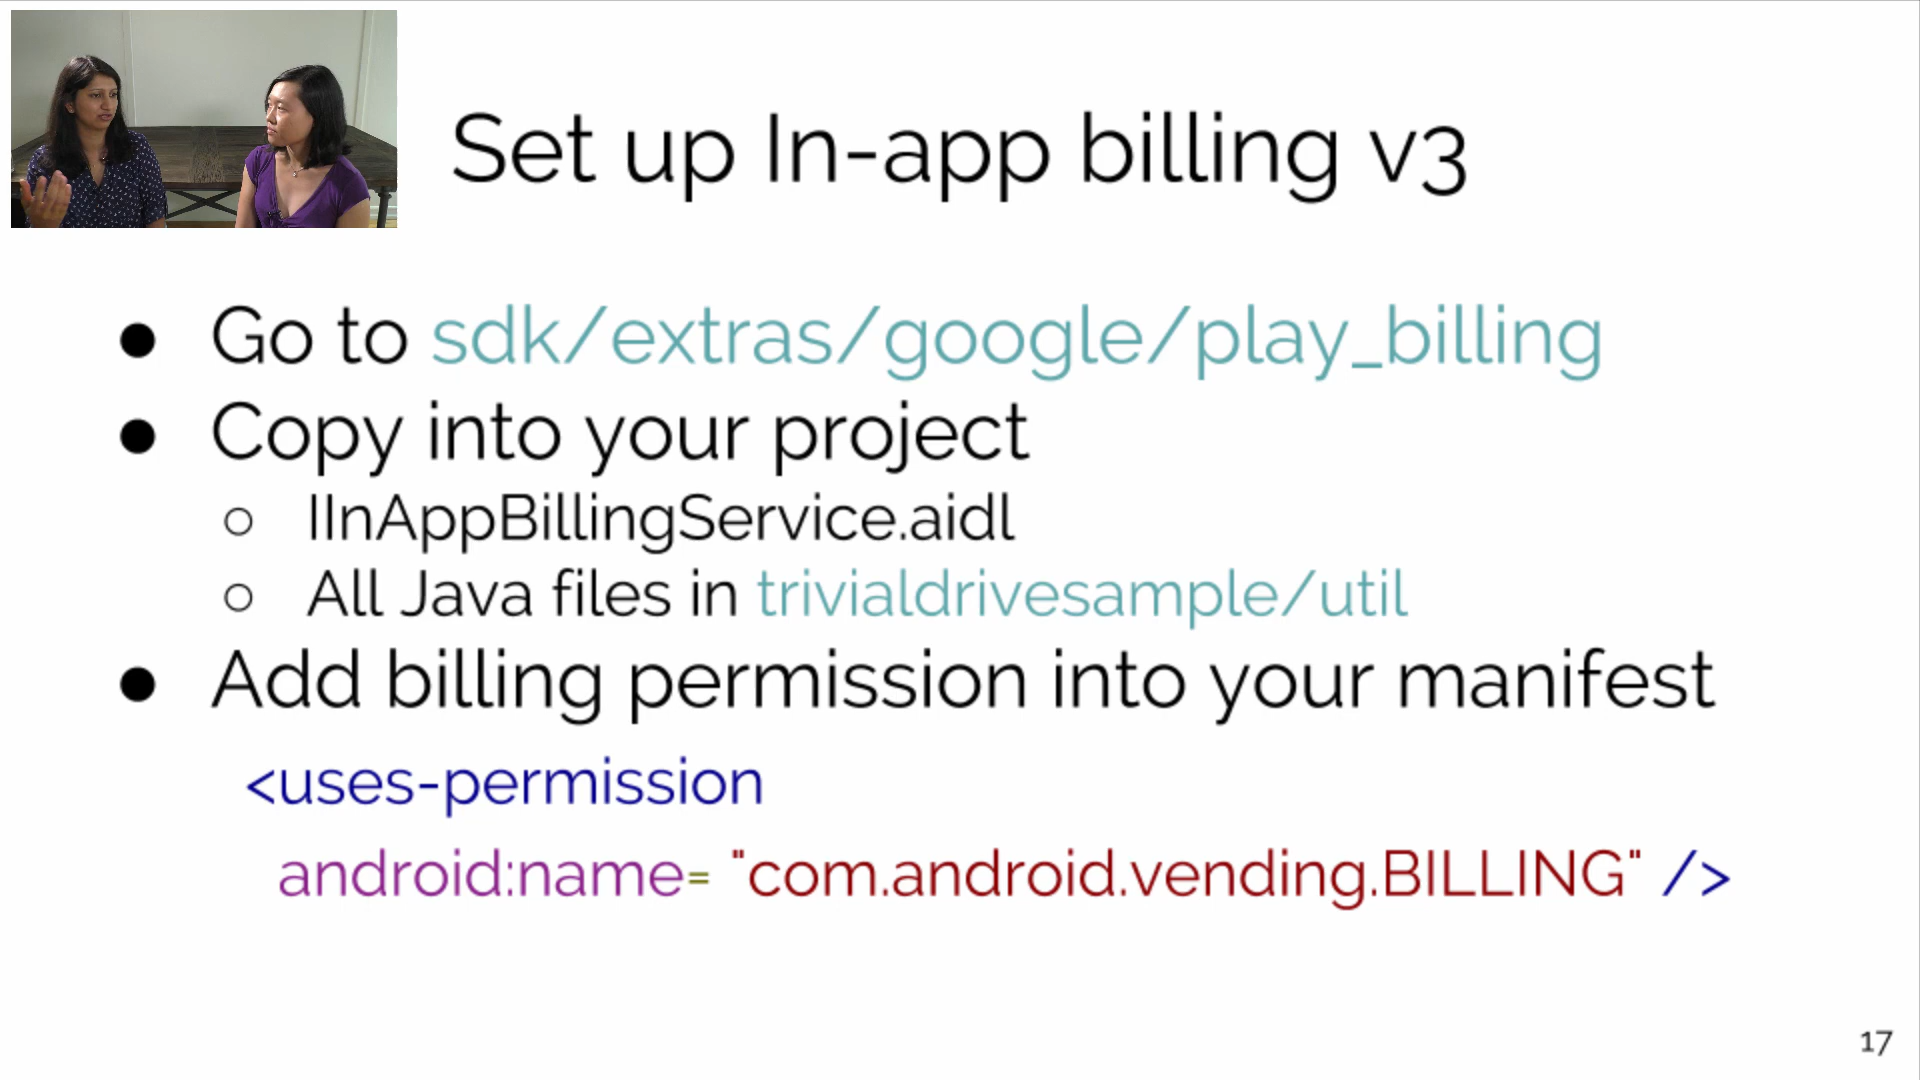 Set up In-app billing v3
● Go to sdk/extras/google/play_billing
● Copy into your project
○ IInAppBillingService.aidl
○ All Java files in trivialdrivesample/util
● Add billing permission into your manifest
<uses-permission
android:name= "com.android.vending.BILLING" />
17